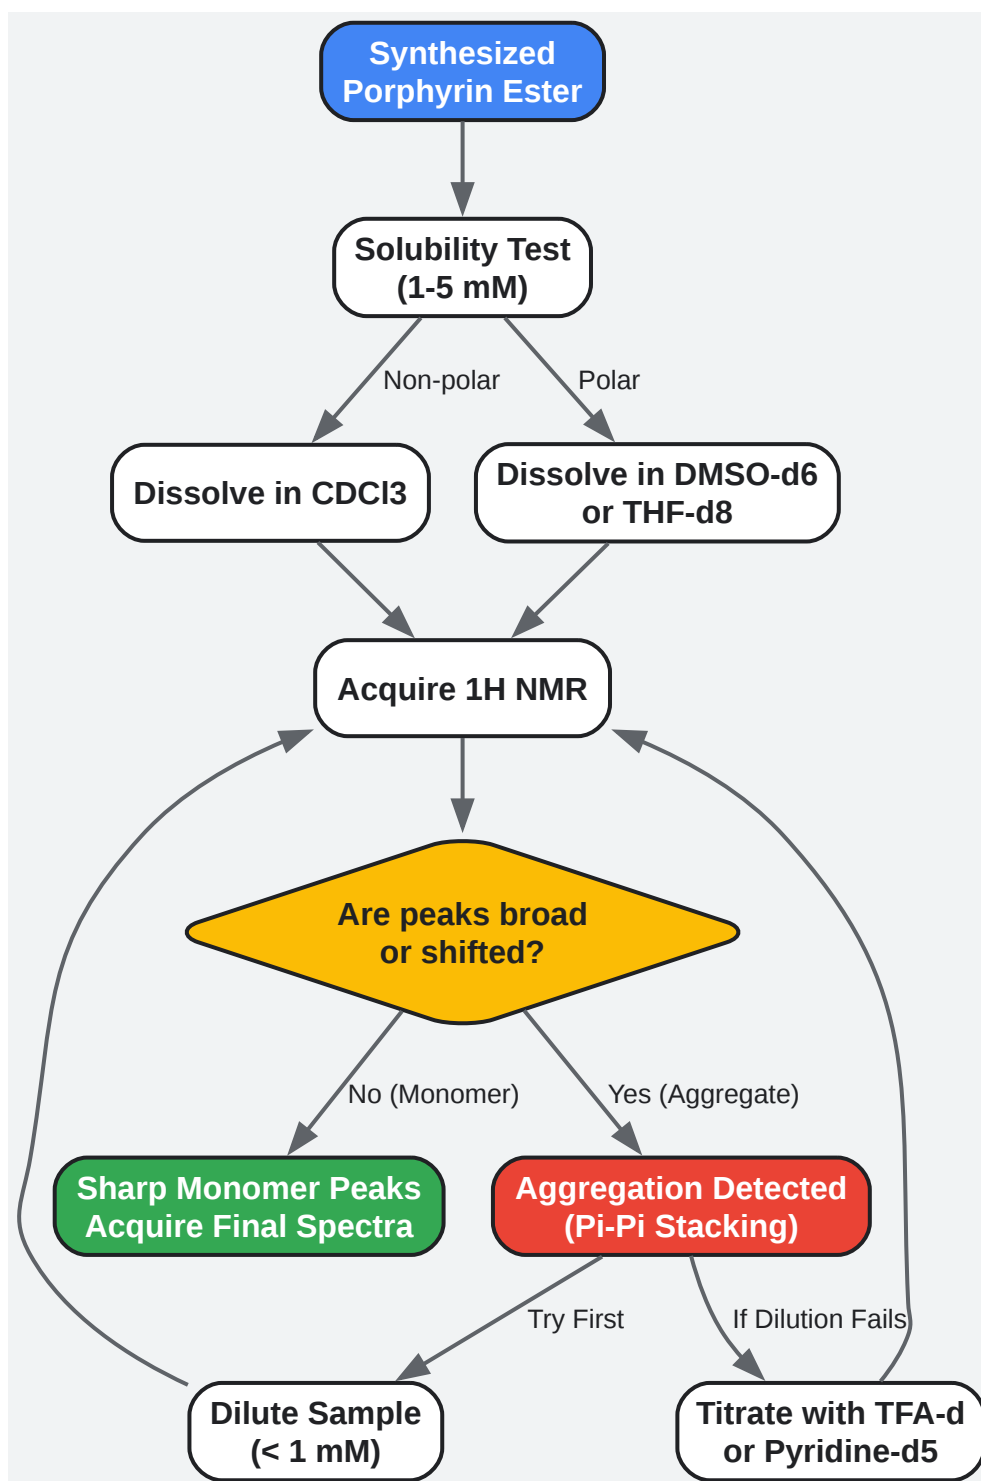 Synthesized
Porphyrin Ester
Solubility Test
(1-5 mM)
Non-polar
Polar
Dissolve in CDCl3
Dissolve in DMSO-d6
or THF-d8
Acquire 1H NMR
Are peaks broad
or shifted?
No (Monomer)
Yes (Aggregate)
Sharp Monomer Peaks
Acquire Final Spectra
Aggregation Detected
(Pi-Pi Stacking)
Try First
If Dilution Fails
Dilute Sample
(< 1 mM)
Titrate with TFA-d
or Pyridine-d5